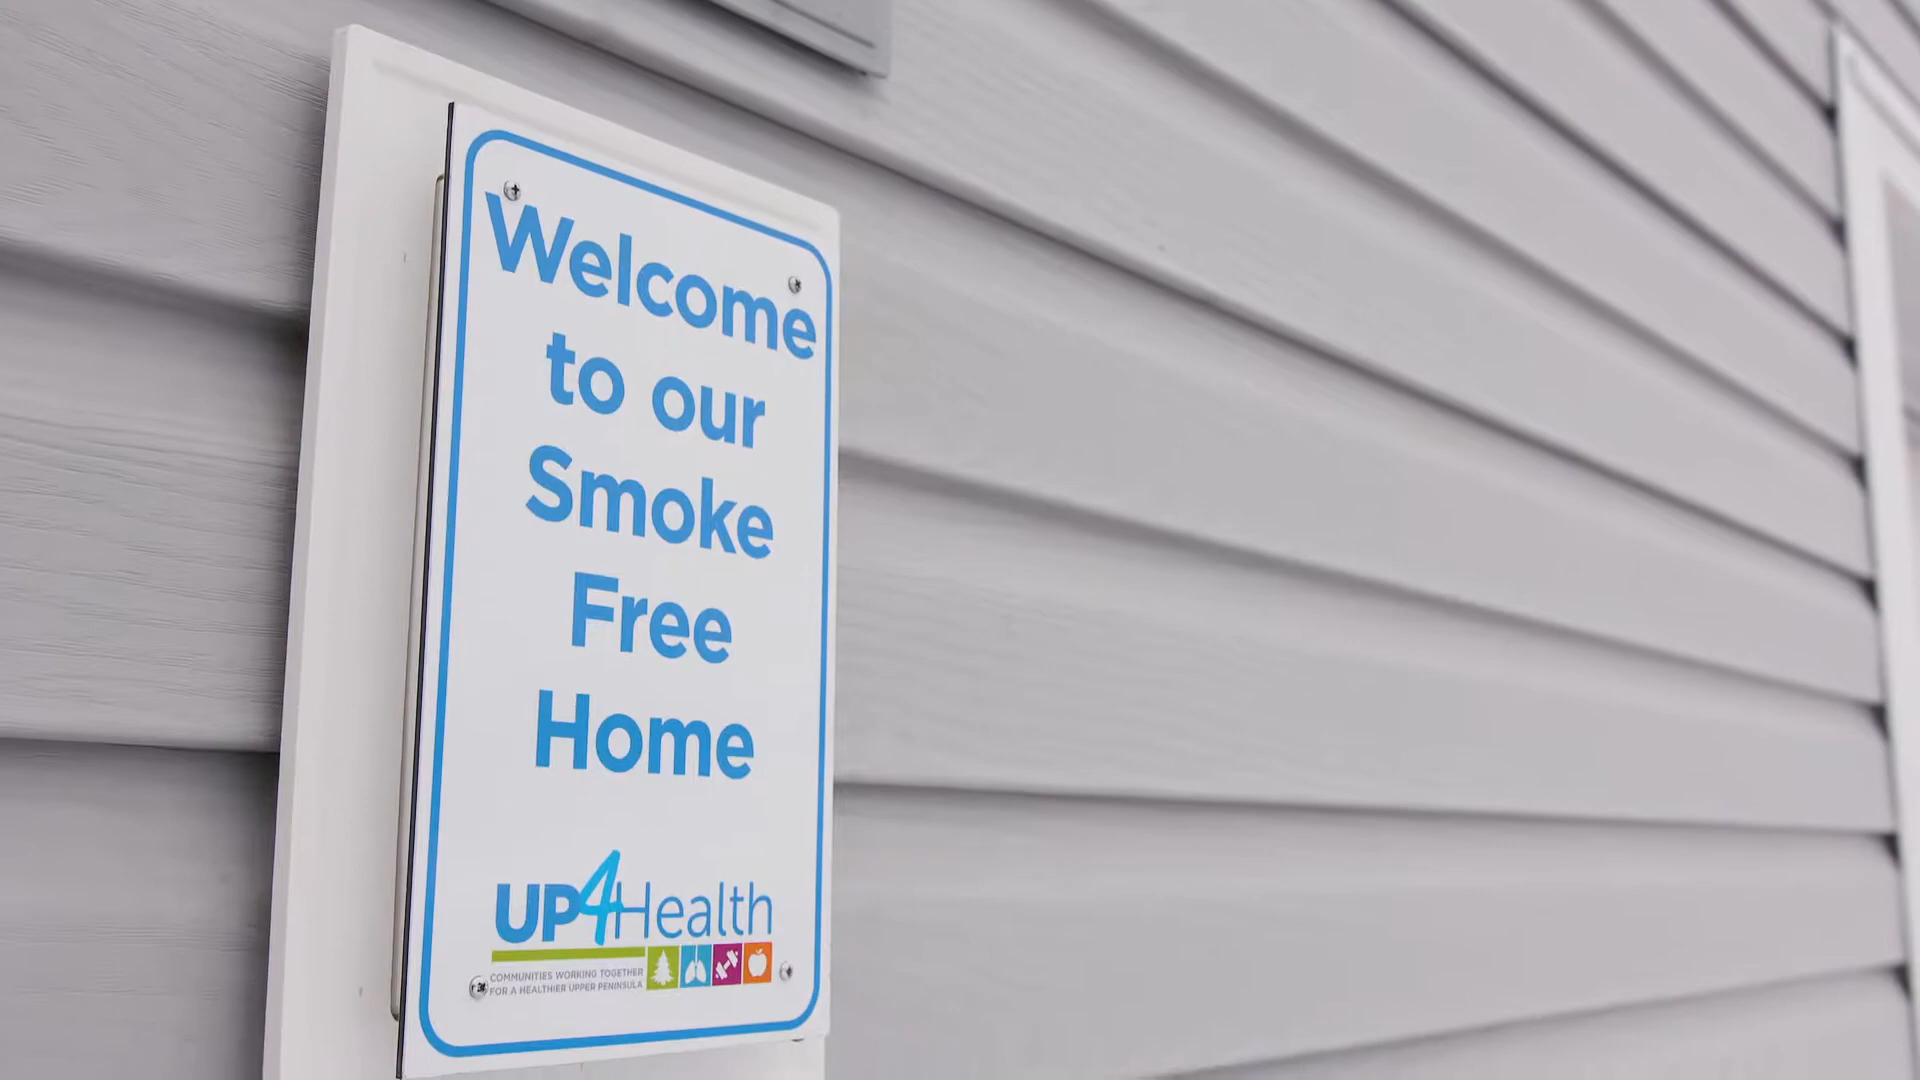 Welcome
to our
Smoke
Free
Home
UP4Health
COMMUNITIES WORKING TOGETHER
FOR A HEALTHIER UPPER PENINSULA